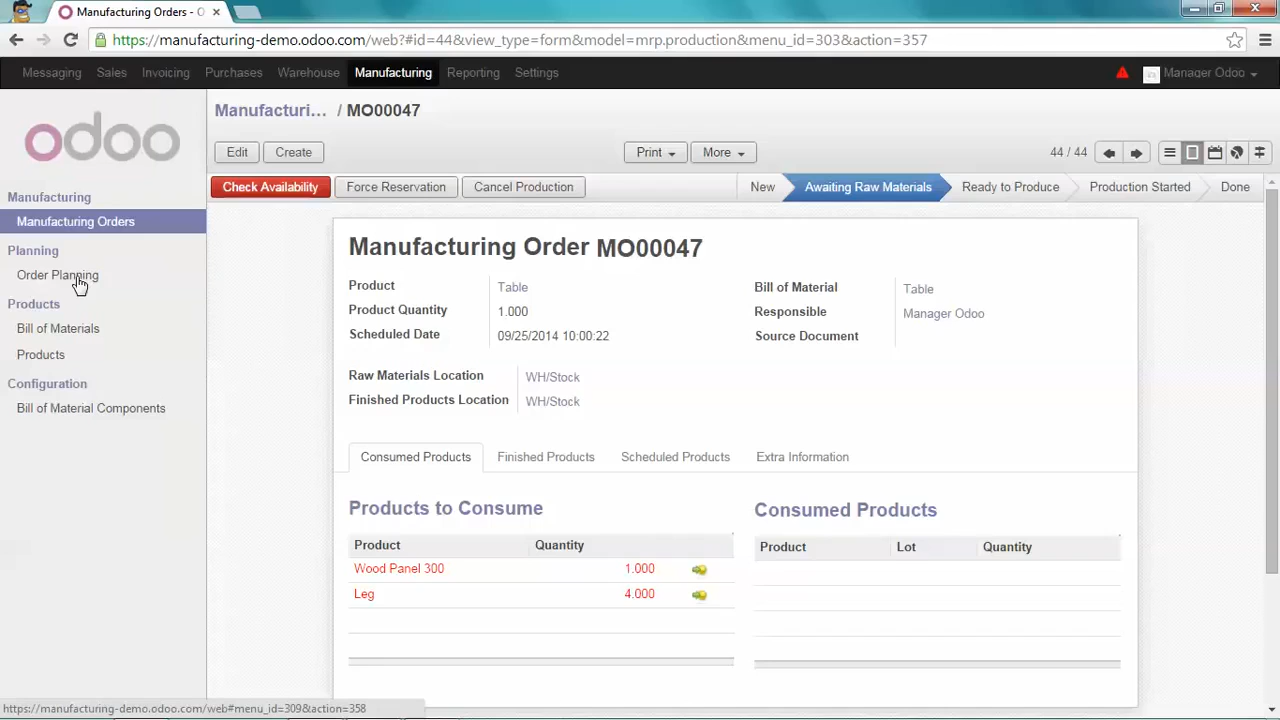 Manufacturing Orders - O
https://manufacturing-demo.odoo.com/web?#id=44&view_type=form&model=mrp.production&menu_id=303&action=357
Messaging Sales Invoicing Purchases Warehouse Manufacturing Reporting Settings Manager Odoo
odoo
Manufacturi... / MO00047
Edit Create Print More 44 / 44
Check Availability Force Reservation Cancel Production New Awaiting Raw Materials Ready to Produce Production Started Done
Manufacturing
Manufacturing Orders
Planning
Order Planning
Products
Bill of Materials
Products
Configuration
Bill of Material Components
Manufacturing Order MO00047
Product Table Bill of Material Table
Product Quantity 1.000 Responsible Manager Odoo
Scheduled Date 09/25/2014 10:00:22 Source Document
Raw Materials Location WH/Stock
Finished Products Location WH/Stock
Consumed Products Finished Products Scheduled Products Extra Information
Products to Consume Consumed Products
Product Quantity Product Lot Quantity
Wood Panel 300 1.000
Leg 4.000
https://manufacturing-demo.odoo.com/web#menu_id=309&action=358